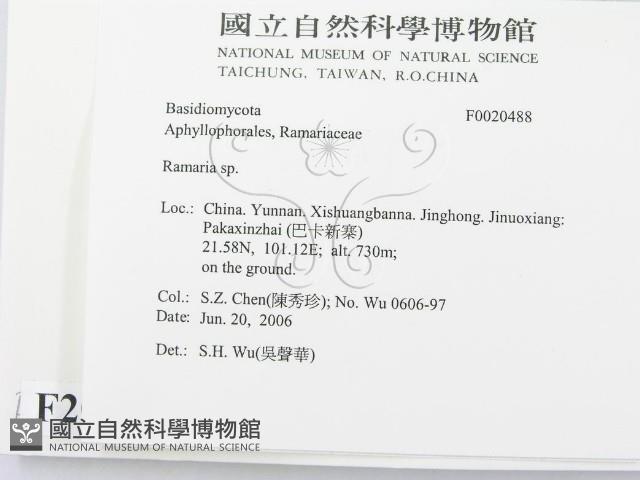 國立自然科學博物館
NATIONAL MUSEUM OF NATURAL SCIENCE
TAICHUNG, TAIWAN, R.O.CHINA
Basidiomycota F0020488
Aphyllophorales, Ramariaceae
Ramaria sp.
Loc.: China. Yunnan. Xishuangbanna. Jinghong. Jinuoxiang:
Pakaxinzhai (巴卡新寨)
21.58N, 101.12E; alt. 730m;
on the ground.
Col.: S.Z. Chen(陳秀珍); No. Wu 0606-97
Date: Jun. 20, 2006
Det.: S.H. Wu(吳聲華)
F2
國立自然科學博物館
NATIONAL MUSEUM OF NATURAL SCIENCE